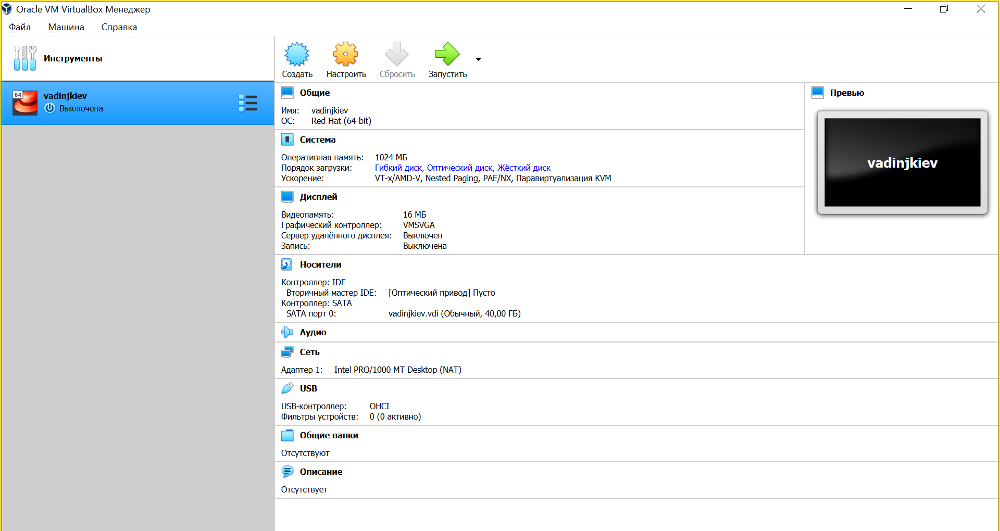 Oracle VM VirtualBox Менеджер
Файл Машина Справка
Инструменты
Создать Настроить Сбросить Запустить
64
vadinjkiev
Выключена
Общие
Имя: vadinjkiev
ОС: Red Hat (64-bit)
Превью
vadinjkiev
Система
Оперативная память: 1024 МБ
Порядок загрузки: Гибкий диск, Оптический диск, Жёсткий диск
Ускорение: VT-x/AMD-V, Nested Paging, PAE/NX, Паравиртуализация KVM
Дисплей
Видеопамять: 16 МБ
Графический контроллер: VMSVGA
Сервер удалённого дисплея: Выключен
Запись: Выключена
Носители
Контроллер: IDE
Вторичный мастер IDE: [Оптический привод] Пусто
Контроллер: SATA
SATA порт 0: vadinjkiev.vdi (Обычный, 40,00 ГБ)
Аудио
Сеть
Адаптер 1: Intel PRO/1000 MT Desktop (NAT)
USB
USB-контроллер: OHCI
Фильтры устройств: 0 (0 активно)
Общие папки
Отсутствуют
Описание
Отсутствует